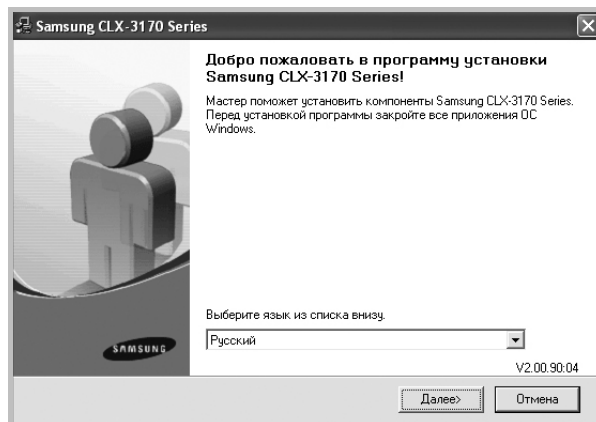 Samsung CLX-3170 Series
Добро пожаловать в программу установки
Samsung CLX-3170 Series!
Мастер поможет установить компоненты Samsung CLX-3170 Series.
Перед установкой программы закройте все приложения ОС
Windows.
Выберите язык из списка внизу.
Русский
SAMSUNG
V2.00.90:04
Далее>
Отмена